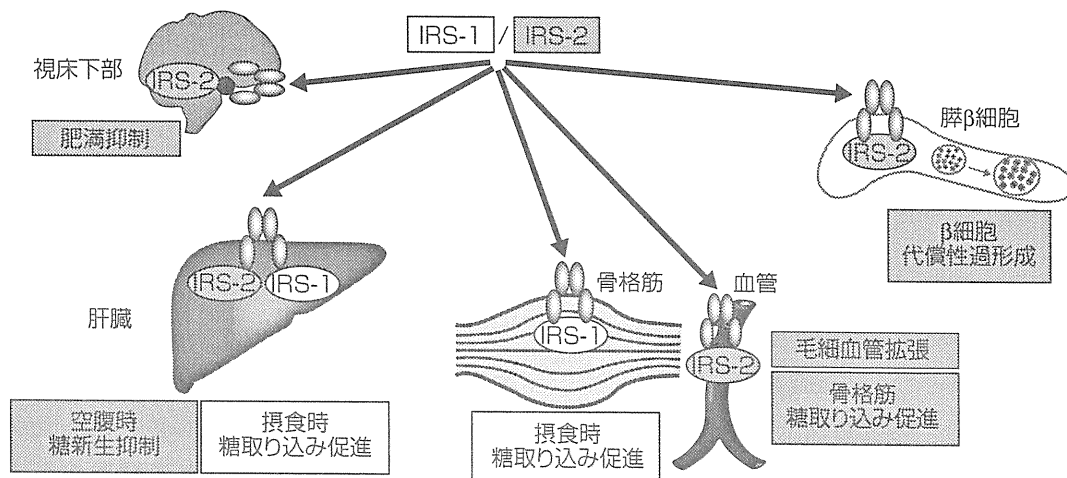 IRS-1 / IRS-2
視床下部
IRS-2
肥満抑制
膵β細胞
IRS-2
β細胞
代償性過形成
肝臓
IRS-2
IRS-1
空腹時
糖新生抑制
摂食時
糖取り込み促進
骨格筋
IRS-1
摂食時
糖取り込み促進
血管
IRS-2
毛細血管拡張
骨格筋
糖取り込み促進